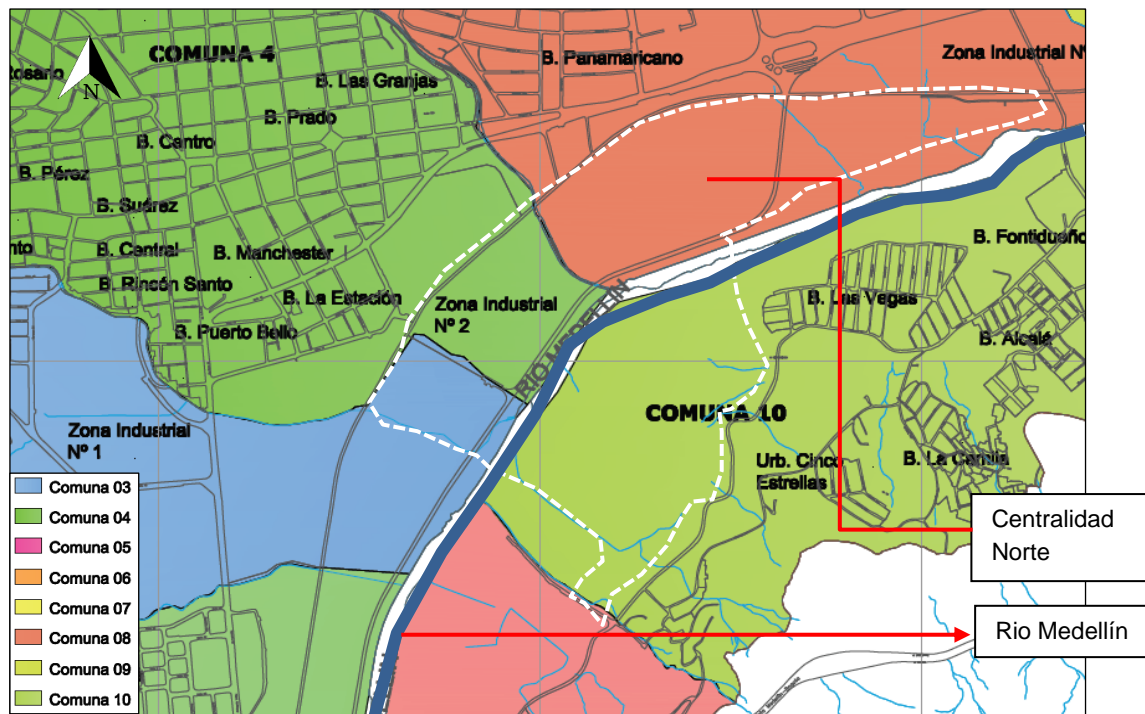 COMUNA 4
Rosario
N
B. Las Granjas
B. Prado
B. Centro
B. Pérez
B. Suárez
B. Central
B. Manchester
B. Rincón Santo
B. La Estación
B. Puerto Bello
B. Panamaricano
Zona Industrial Nº
Zona Industrial
Nº 2
RIO MEDELLIN
B. Fontidueño
B. Las Vegas
B. Alcalá
COMUNA 10
Urb. Cinco
Estrellas
B. La Camila
Zona Industrial
Nº 1
Comuna 03
Comuna 04
Comuna 05
Comuna 06
Comuna 07
Comuna 08
Comuna 09
Comuna 10
Centralidad
Norte
Rio Medellín